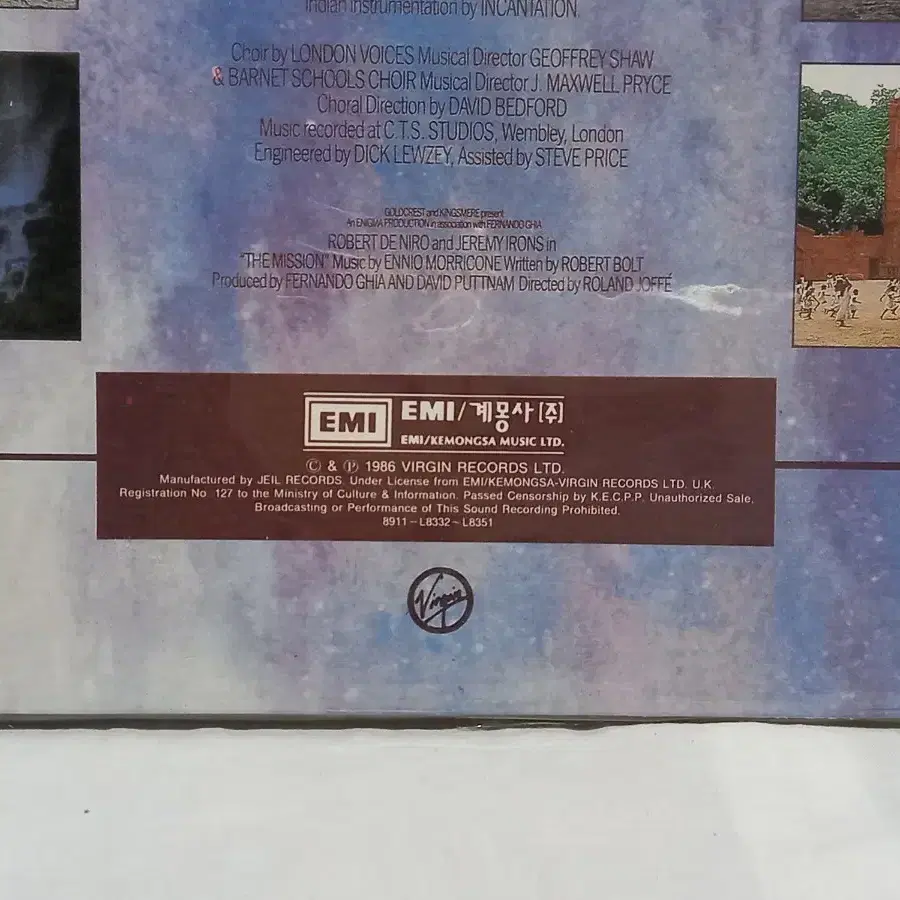 Indian Instrumentation by INCANTATION
Choir by LONDON VOICES Musical Director GEOFFREY SHAW
& BARNET SCHOOLS CHOIR Musical Director J. MAXWELL PRYCE
Choral Direction by DAVID BEDFORD
Music recorded at C.T.S. STUDIOS, Wembley, London
Engineered by DICK LEWZEY, Assisted by STEVE PRICE
GOLDCREST and KINGSMERE present
An ENIGMA PRODUCTION in association with FERNANDO GHIA
ROBERT DE NIRO and JEREMY IRONS in
"THE MISSION" Music by ENNIO MORRICONE Written by ROBERT BOLT
Produced by FERNANDO GHIA AND DAVID PUTTNAM Directed by ROLAND JOFFÉ
EMI
EMI/계몽사[주]
EMI/KEMONGSA MUSIC LTD.
© & ℗ 1986 VIRGIN RECORDS LTD.
Manufactured by JEIL RECORDS. Under License from EMI/KEMONGSA-VIRGIN RECORDS LTD. U.K.
Registration No. 127 to the Ministry of Culture & Information. Passed Censorship by K.E.C.P.P. Unauthorized Sale,
Broadcasting or Performance of This Sound Recording Prohibited.
8911-L8332~L8351
Virgin